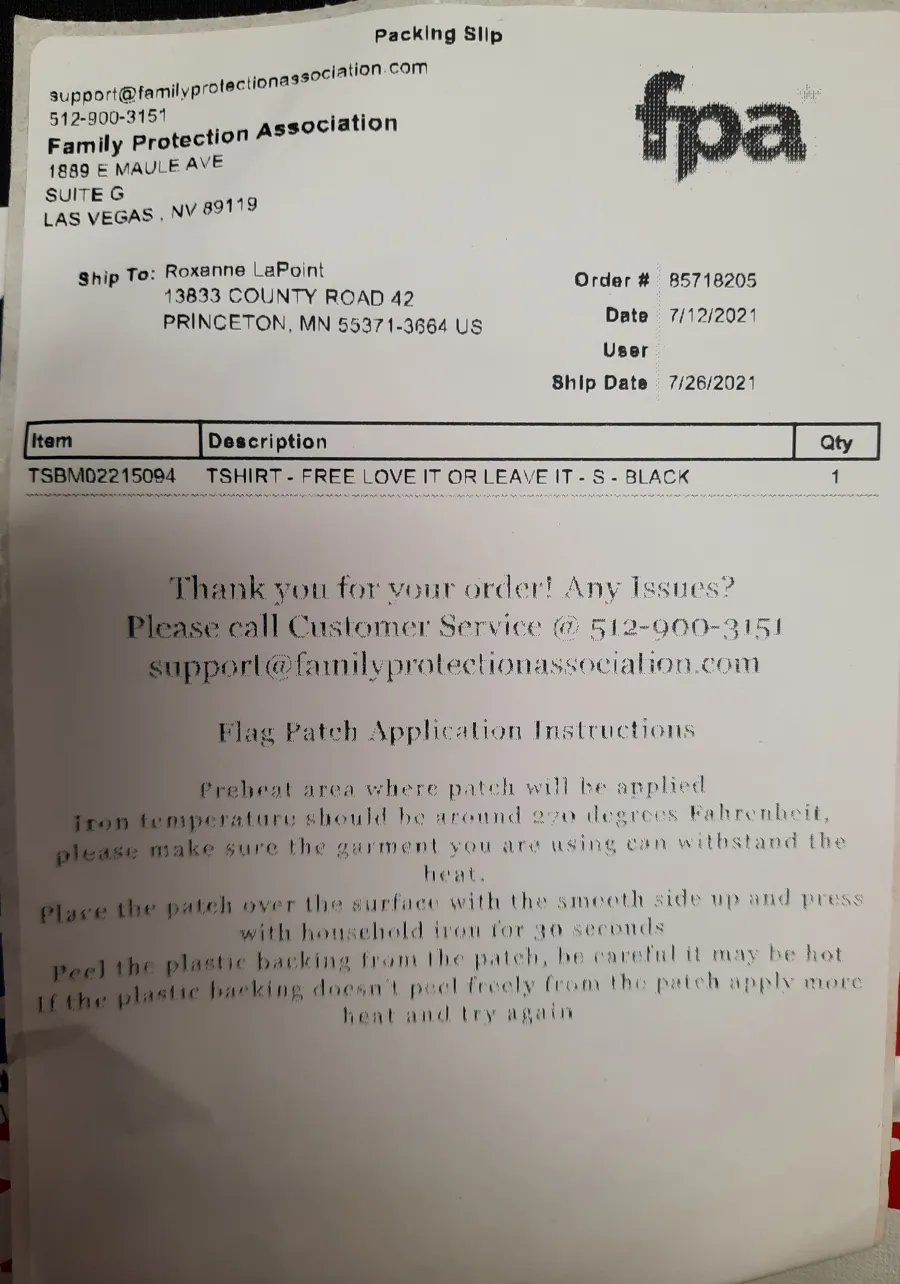 Packing Slip
support@familyprotectionassociation.com
512-900-3151
Family Protection Association
1889 E MAULE AVE
SUITE G
LAS VEGAS , NV 89119
fpa
Ship To: Roxanne LaPoint
13833 COUNTY ROAD 42
PRINCETON, MN 55371-3664 US
Order # 85718205
Date 7/12/2021
User
Ship Date 7/26/2021
Item Description Qty
TSBM02215094 TSHIRT - FREE LOVE IT OR LEAVE IT - S - BLACK 1
Thank you for your order! Any Issues?
Please call Customer Service @ 512-900-3151
support@familyprotectionassociation.com
Flag Patch Application Instructions
Preheat area where patch will be applied
Iron temperature should be around 270 degrees Fahrenheit,
please make sure the garment you are using can withstand the
heat.
Place the patch over the surface with the smooth side up and press
with household iron for 30 seconds
Peel the plastic backing from the patch, be careful it may be hot
If the plastic backing doesn't peel freely from the patch apply more
heat and try again